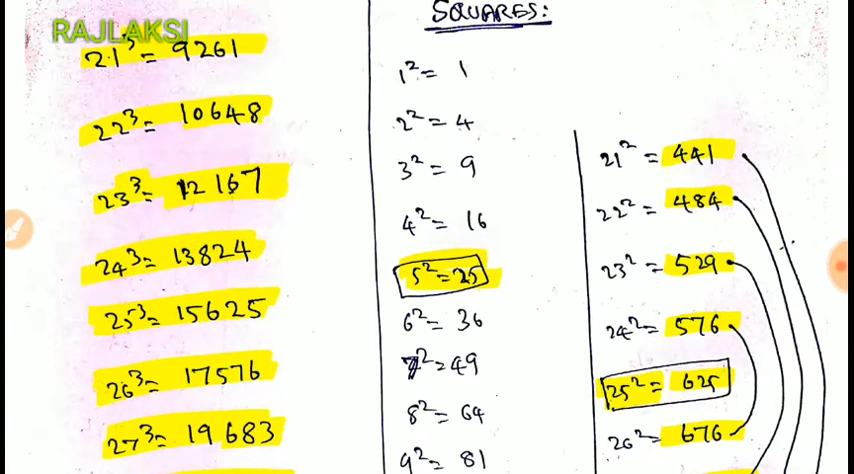 RAJLAKSI
21³ = 9261
22³ = 10648
23³ = 12167
24³ = 13824
25³ = 15625
26³ = 17576
27³ = 19683
SQUARES:
1² = 1
2² = 4
3² = 9
4² = 16
5² = 25
6² = 36
7² = 49
8² = 64
9² = 81
21² = 441
22² = 484
23² = 529
24² = 576
25² = 625
26² = 676